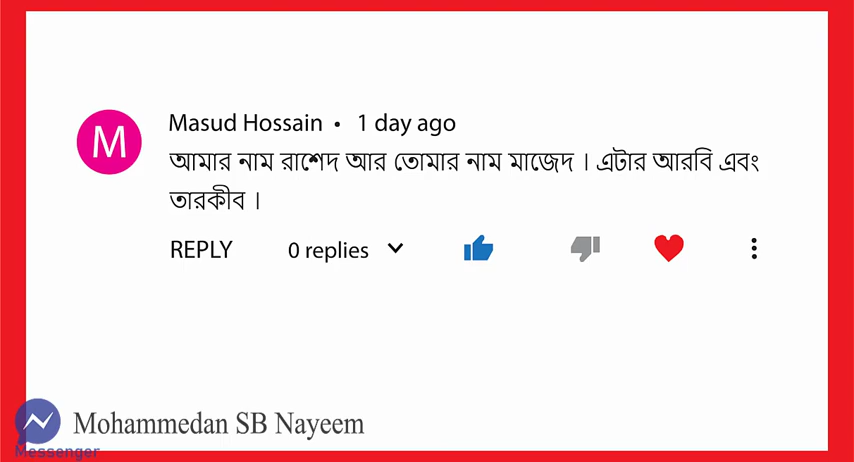 Masud Hossain • 1 day ago
আমার নাম রাশেদ আর তোমার নাম মাজেদ। এটার আরবি এবং
তারকীব।
REPLY 0 replies
M
Mohammedan SB Nayeem
Messenger